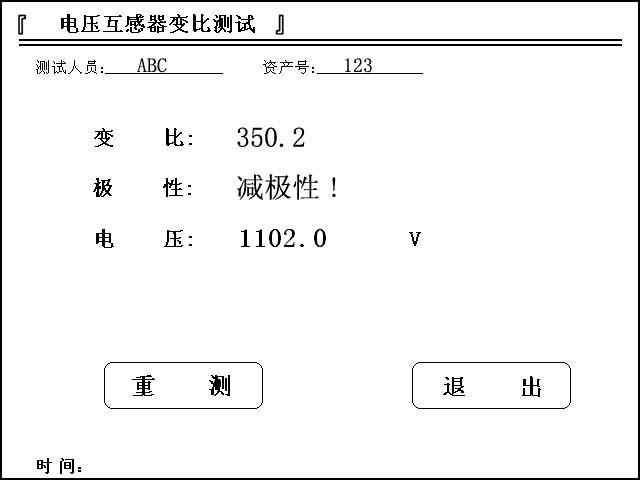 『 电压互感器变比测试 』
测试人员: ABC 资产号: 123
变 比: 350.2
极 性: 减极性！
电 压: 1102.0 V
重 测 退 出
时 间: